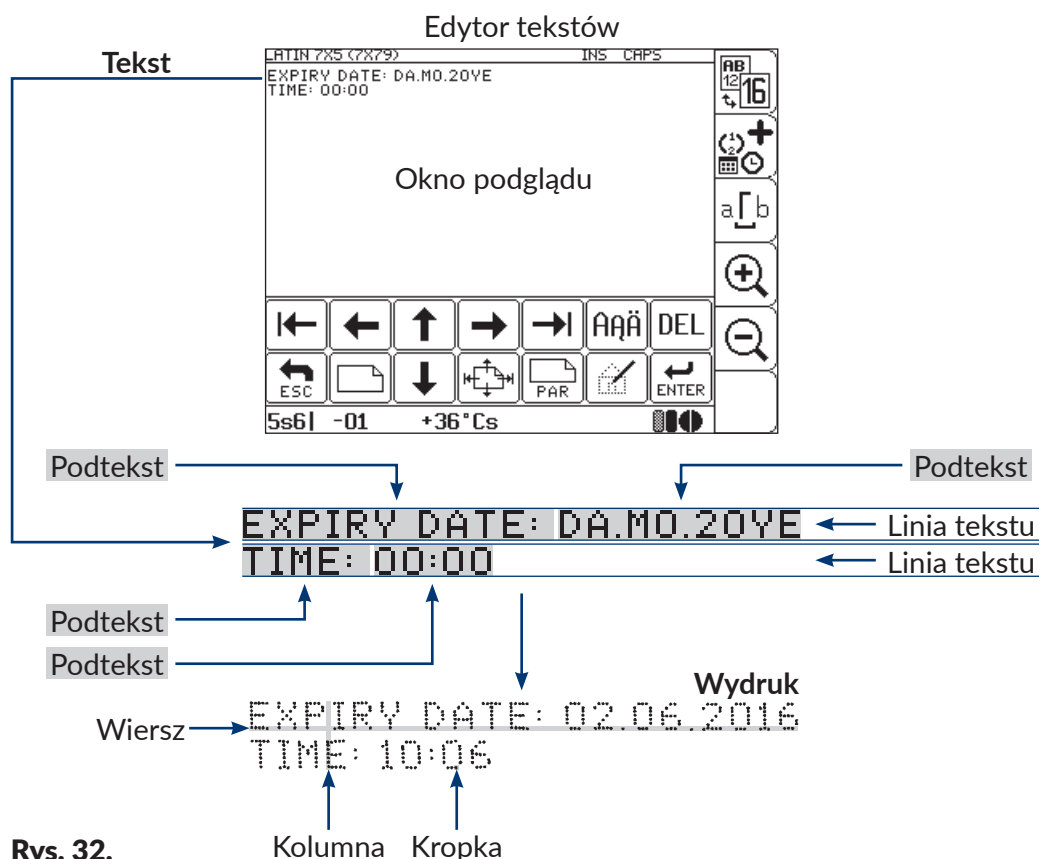 Edytor tekstów
Tekst
LATIN 7X5 (7X79) INS CAPS
EXPIRY DATE: DA.MO.20YE
TIME: 00:00
AB
12 16
(1)
2
Okno podglądu
a b
AĄÄ DEL
ESC PAR ENTER
5s6| -01 +36°Cs
Podtekst Podtekst
EXPIRY DATE: DA.MO.20YE Linia tekstu
TIME: 00:00 Linia tekstu
Podtekst
Podtekst
Wydruk
Wiersz EXPIRY DATE: 02.06.2016
TIME: 10:06
Rys. 32. Kolumna Kropka